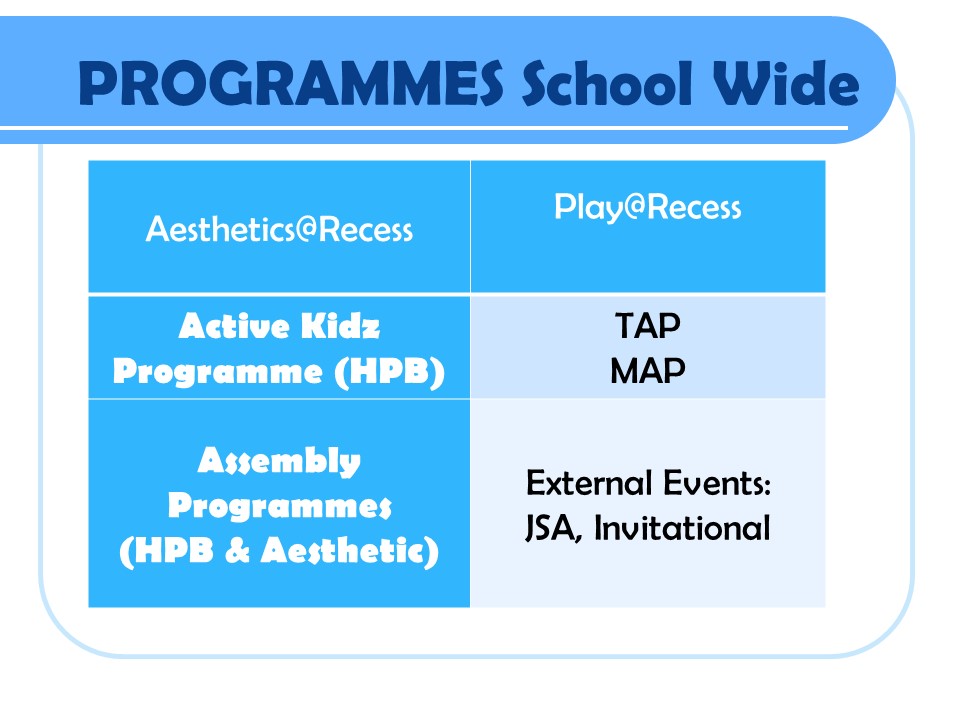 PROGRAMMES School Wide
Aesthetics@Recess
Play@Recess
Active Kidz
Programme (HPB)
TAP
MAP
Assembly
Programmes
(HPB & Aesthetic)
External Events:
JSA, Invitational